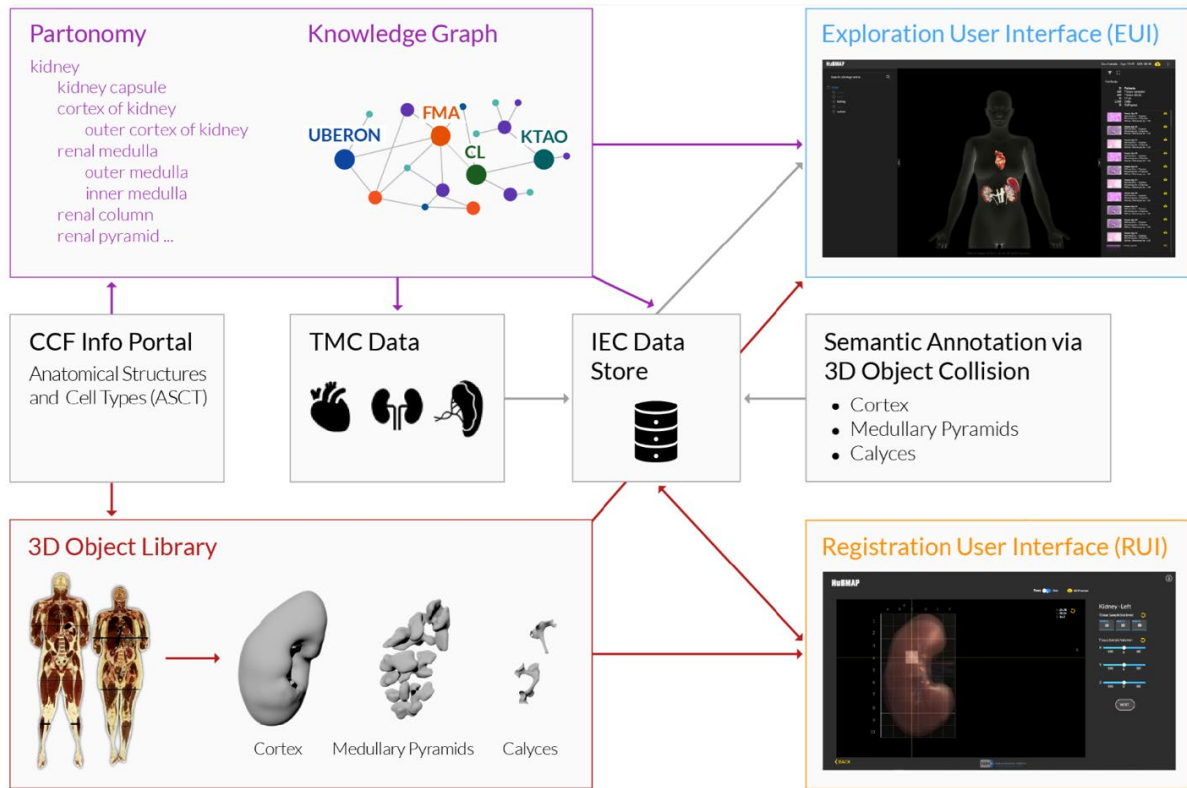 Partonomy
kidney
kidney capsule
cortex of kidney
outer cortex of kidney
renal medulla
outer medulla
inner medulla
renal column
renal pyramid ...
Knowledge Graph
FMA
UBERON
KTAO
CL
Exploration User Interface (EUI)
HuBMAP
CCF Info Portal
Anatomical Structures
and Cell Types (ASCT)
TMC Data
IEC Data
Store
Semantic Annotation via
3D Object Collision
• Cortex
• Medullary Pyramids
• Calyces
3D Object Library
Cortex
Medullary Pyramids
Calyces
Registration User Interface (RUI)
HuBMAP
Kidney - Left
BACK